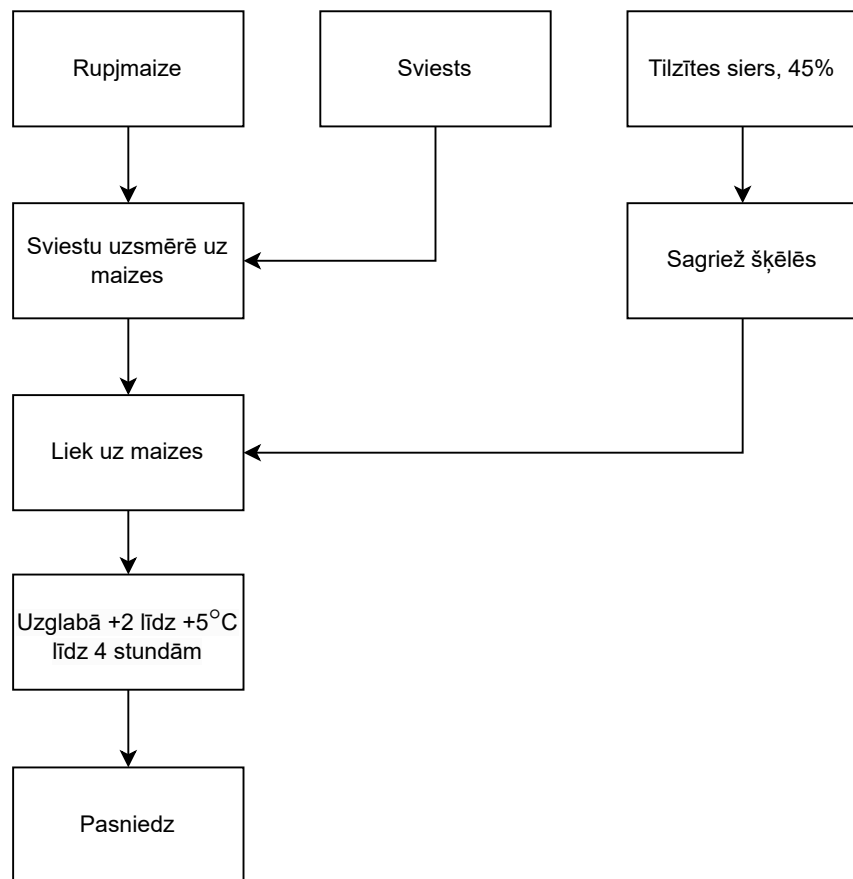 Rupjmaize
Sviests
Tilzītes siers, 45%
Sviestu uzsmērē uz
maizes
Sagriež šķēlēs
Liek uz maizes
Uzglabā +2 līdz +5°C
līdz 4 stundām
Pasniedz